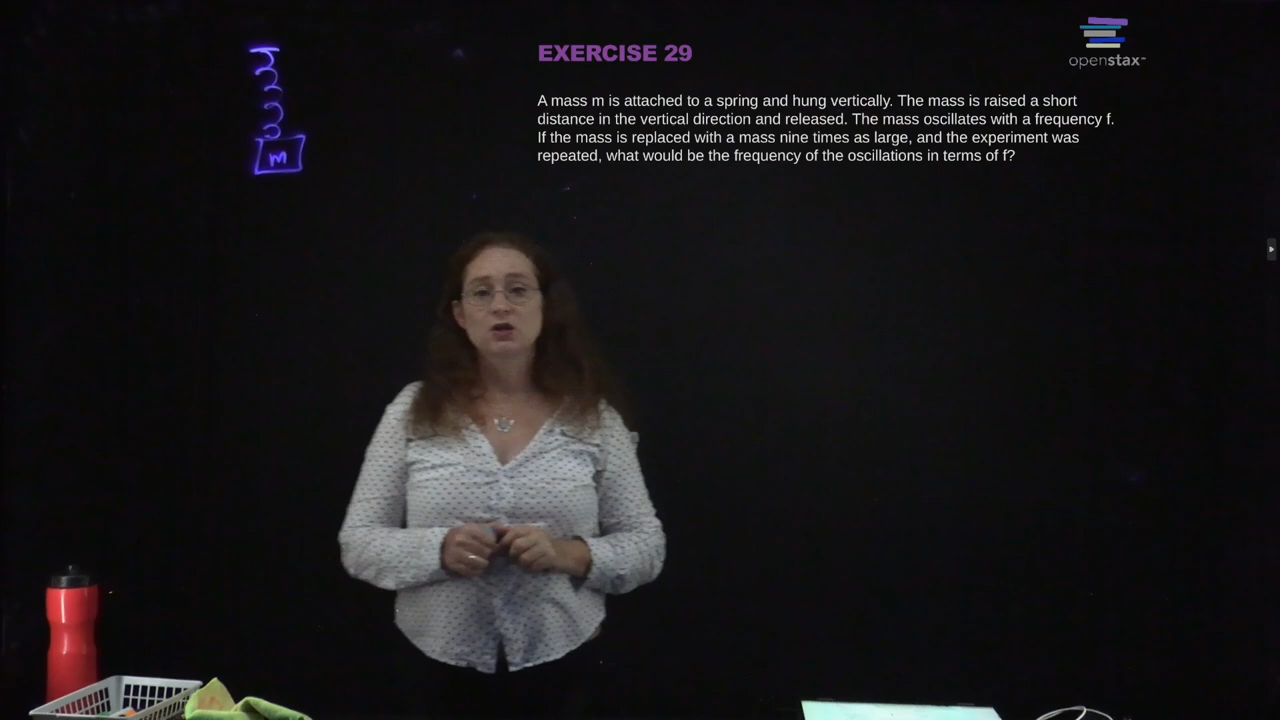 EXERCISE 29
openstax™
A mass m is attached to a spring and hung vertically. The mass is raised a short
distance in the vertical direction and released. The mass oscillates with a frequency f.
If the mass is replaced with a mass nine times as large, and the experiment was
repeated, what would be the frequency of the oscillations in terms of f?
m